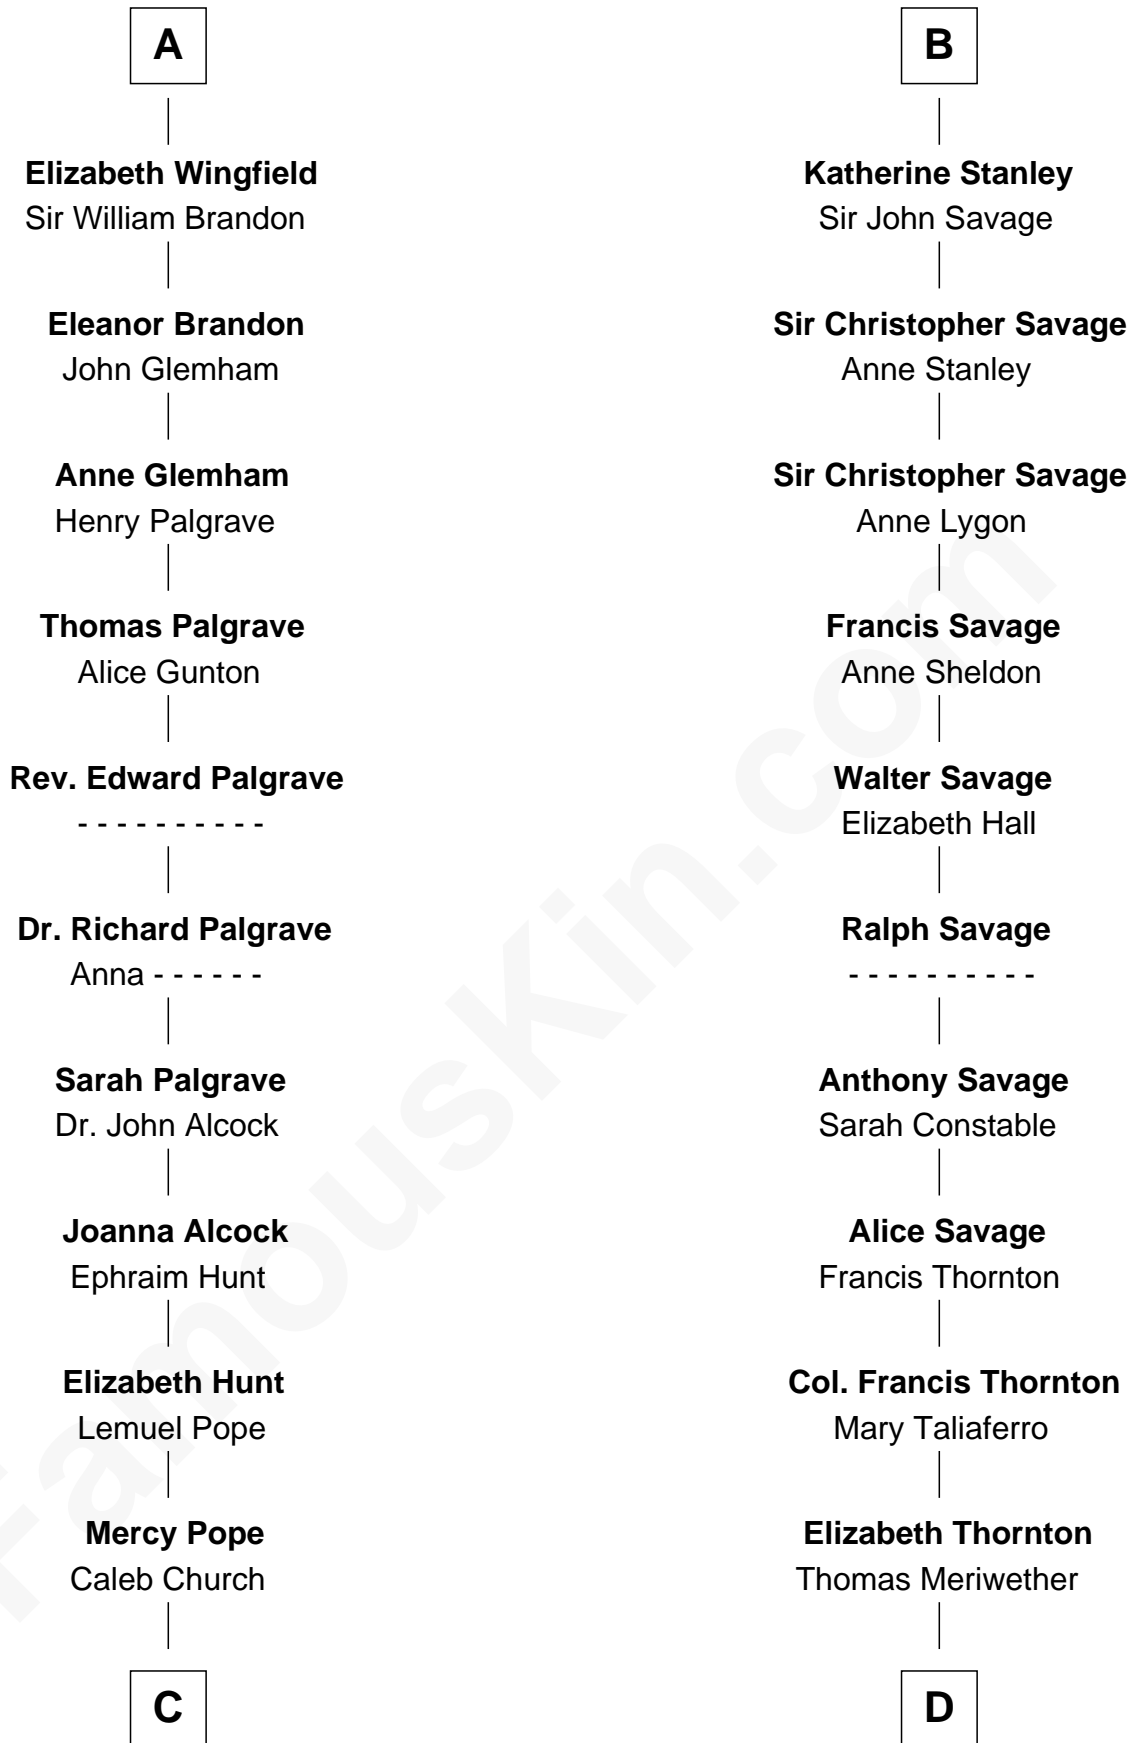 A
Elizabeth Wingfield
Sir William Brandon
Eleanor Brandon
John Glemham
Anne Glemham
Henry Palgrave
Thomas Palgrave
Alice Gunton
Rev. Edward Palgrave
- - - - - - - - - -
Dr. Richard Palgrave
Anna - - - - - -
Sarah Palgrave
Dr. John Alcock
Joanna Alcock
Ephraim Hunt
Elizabeth Hunt
Lemuel Pope
Mercy Pope
Caleb Church
C
B
Katherine Stanley
Sir John Savage
Sir Christopher Savage
Anne Stanley
Sir Christopher Savage
Anne Lygon
Francis Savage
Anne Sheldon
Walter Savage
Elizabeth Hall
Ralph Savage
- - - - - - - - - -
Anthony Savage
Sarah Constable
Alice Savage
Francis Thornton
Col. Francis Thornton
Mary Taliaferro
Elizabeth Thornton
Thomas Meriwether
D
FamousKin.com